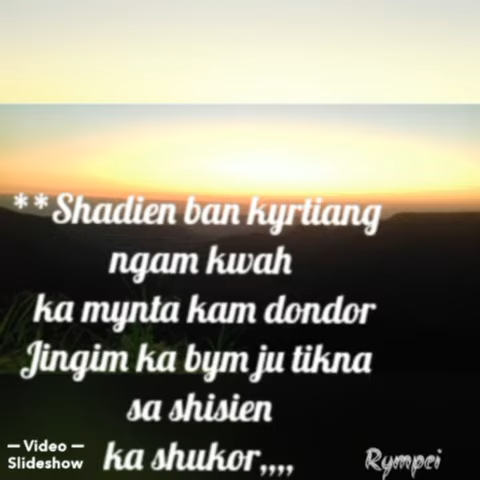 **Shadien ban kyrtiang
ngam kwah
ka mynta kam dondor
Jingim ka bym ju tikna
sa shisien
ka shukor,,,,
— Video —
Slideshow
Rympei